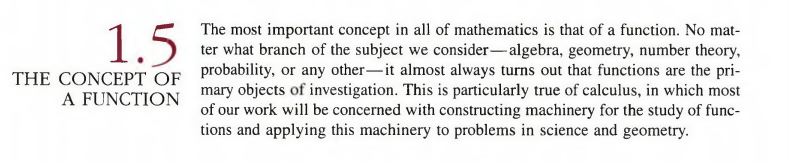 1.5
THE CONCEPT OF
A FUNCTION
The most important concept in all of mathematics is that of a function. No mat-
ter what branch of the subject we consider—algebra, geometry, number theory,
probability, or any other—it almost always turns out that functions are the pri-
mary objects of investigation. This is particularly true of calculus, in which most
of our work will be concerned with constructing machinery for the study of func-
tions and applying this machinery to problems in science and geometry.